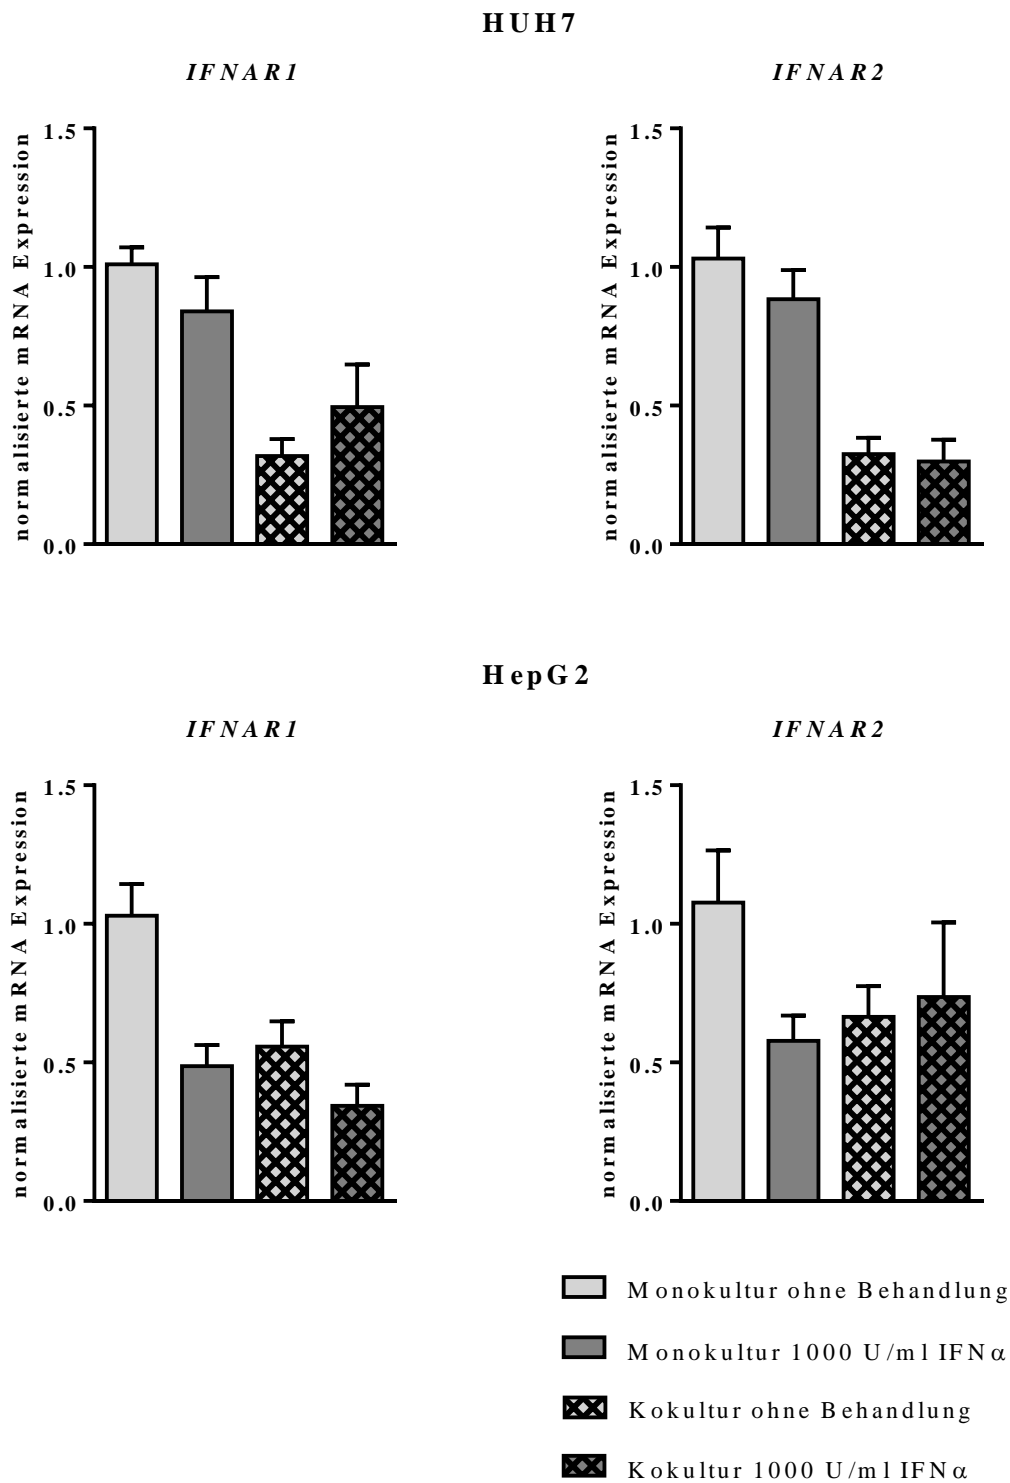 HUH7
IFNAR1
normalisierte mRNA Expression
1.5
1.0
0.5
0.0
IFNAR2
normalisierte mRNA Expression
1.5
1.0
0.5
0.0
HepG2
IFNAR1
normalisierte mRNA Expression
1.5
1.0
0.5
0.0
IFNAR2
normalisierte mRNA Expression
1.5
1.0
0.5
0.0
Monokultur ohne Behandlung
Monokultur 1000 U/ml IFNα
Kokultur ohne Behandlung
Kokultur 1000 U/ml IFNα